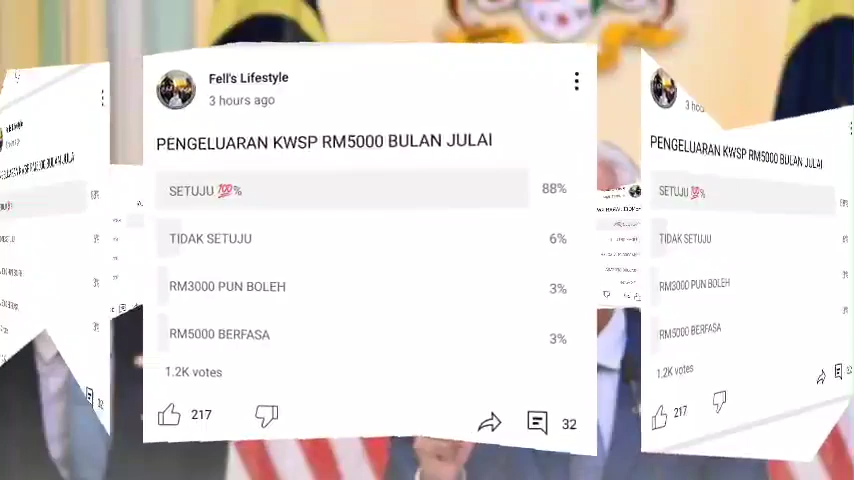 Fell's Lifestyle
3 hours ago
PENGELUARAN KWSP RM5000 BULAN JULAI
SETUJU 💯% 88%
TIDAK SETUJU 6%
RM3000 PUN BOLEH 3%
RM5000 BERFASA 3%
1.2K votes
217
32
3 hou
PENGELUARAN KWSP RM5000 BULAN JULAI
SETUJU 💯%
TIDAK SETUJU
RM3000 PUN BOLEH
RM5000 BERFASA
1.2K votes
217